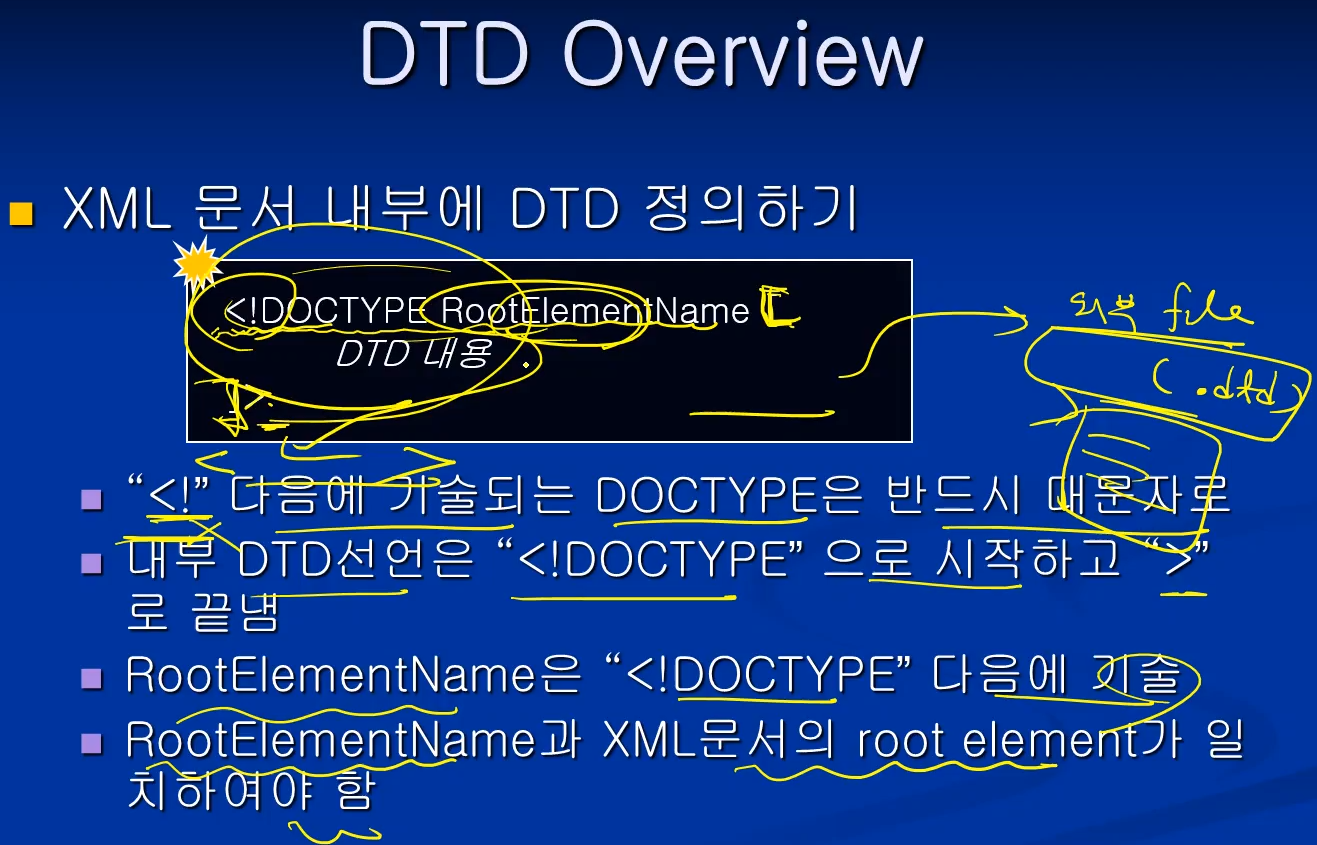 DTD Overview
XML 문서 내부에 DTD 정의하기
<!DOCTYPE RootElementName [
DTD 내용
]>
외부 file
(.dtd)
“<!” 다음에 기술되는 DOCTYPE은 반드시 대문자로
내부 DTD선언은 “<!DOCTYPE” 으로 시작하고 “>”
로 끝냄
RootElementName은 “<!DOCTYPE” 다음에 기술
RootElementName과 XML문서의 root element가 일
치하여야 함